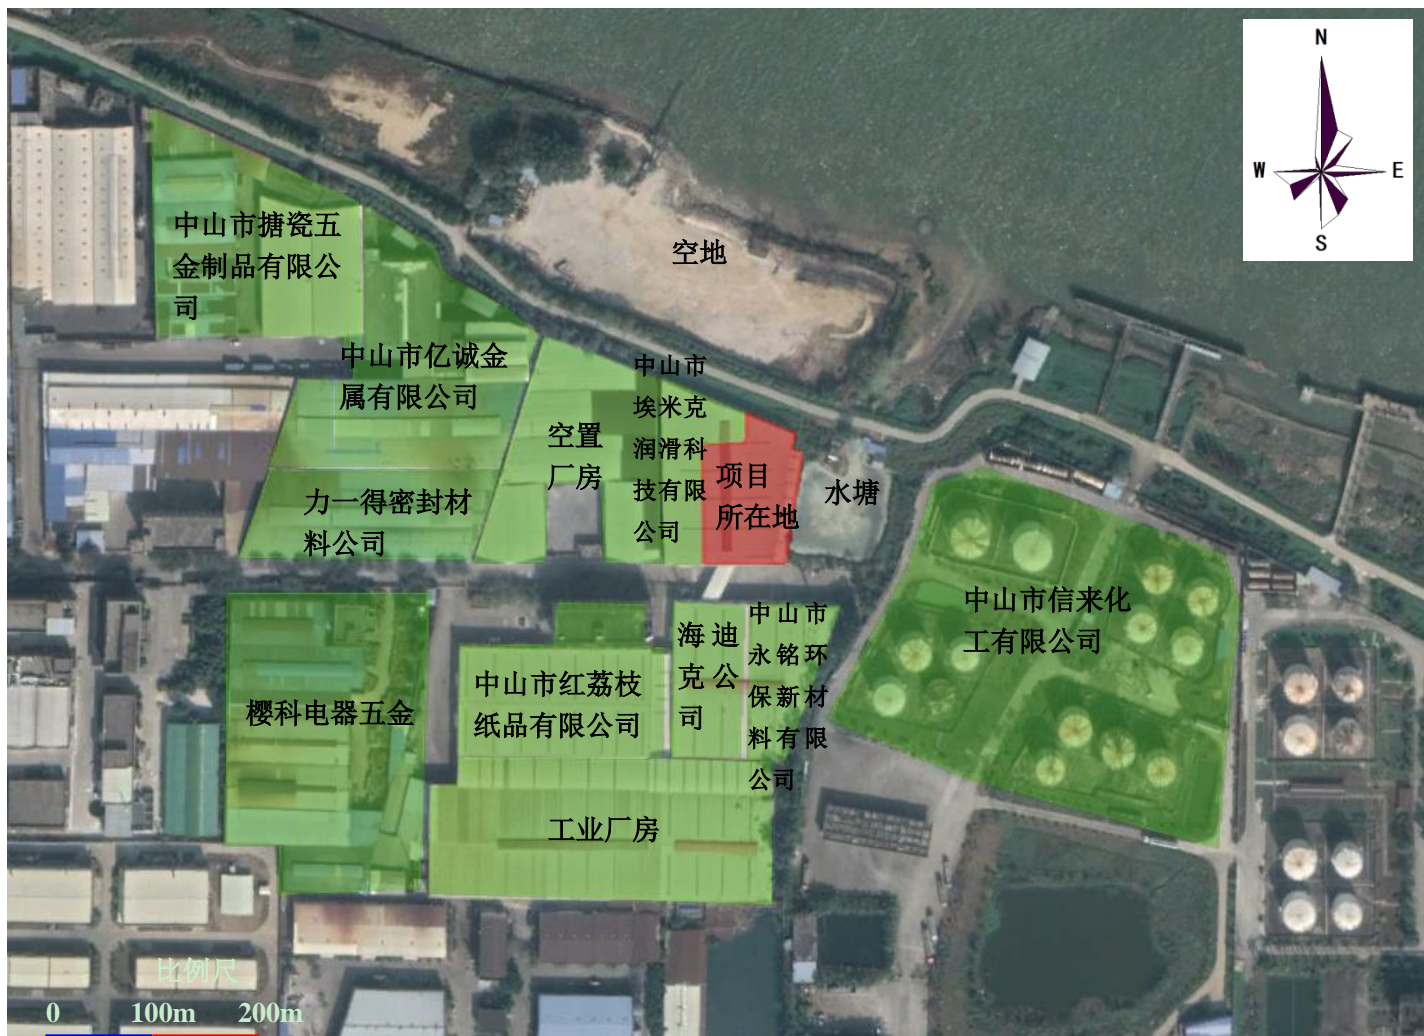 N
W E
S
中山市搪瓷五
金制品有限公
司
空地
中山市亿诚金
属有限公司
中山市
埃米克
润滑科
技有限
公司
空置
厂房
项目
所在地
水塘
力一得密封材
料公司
中山市信来化
工有限公司
海迪
克公
司
中山市
永铭环
保新材
料有限
公司
中山市红荔枝
纸品有限公司
樱科电器五金
工业厂房
比例尺
0 100m 200m